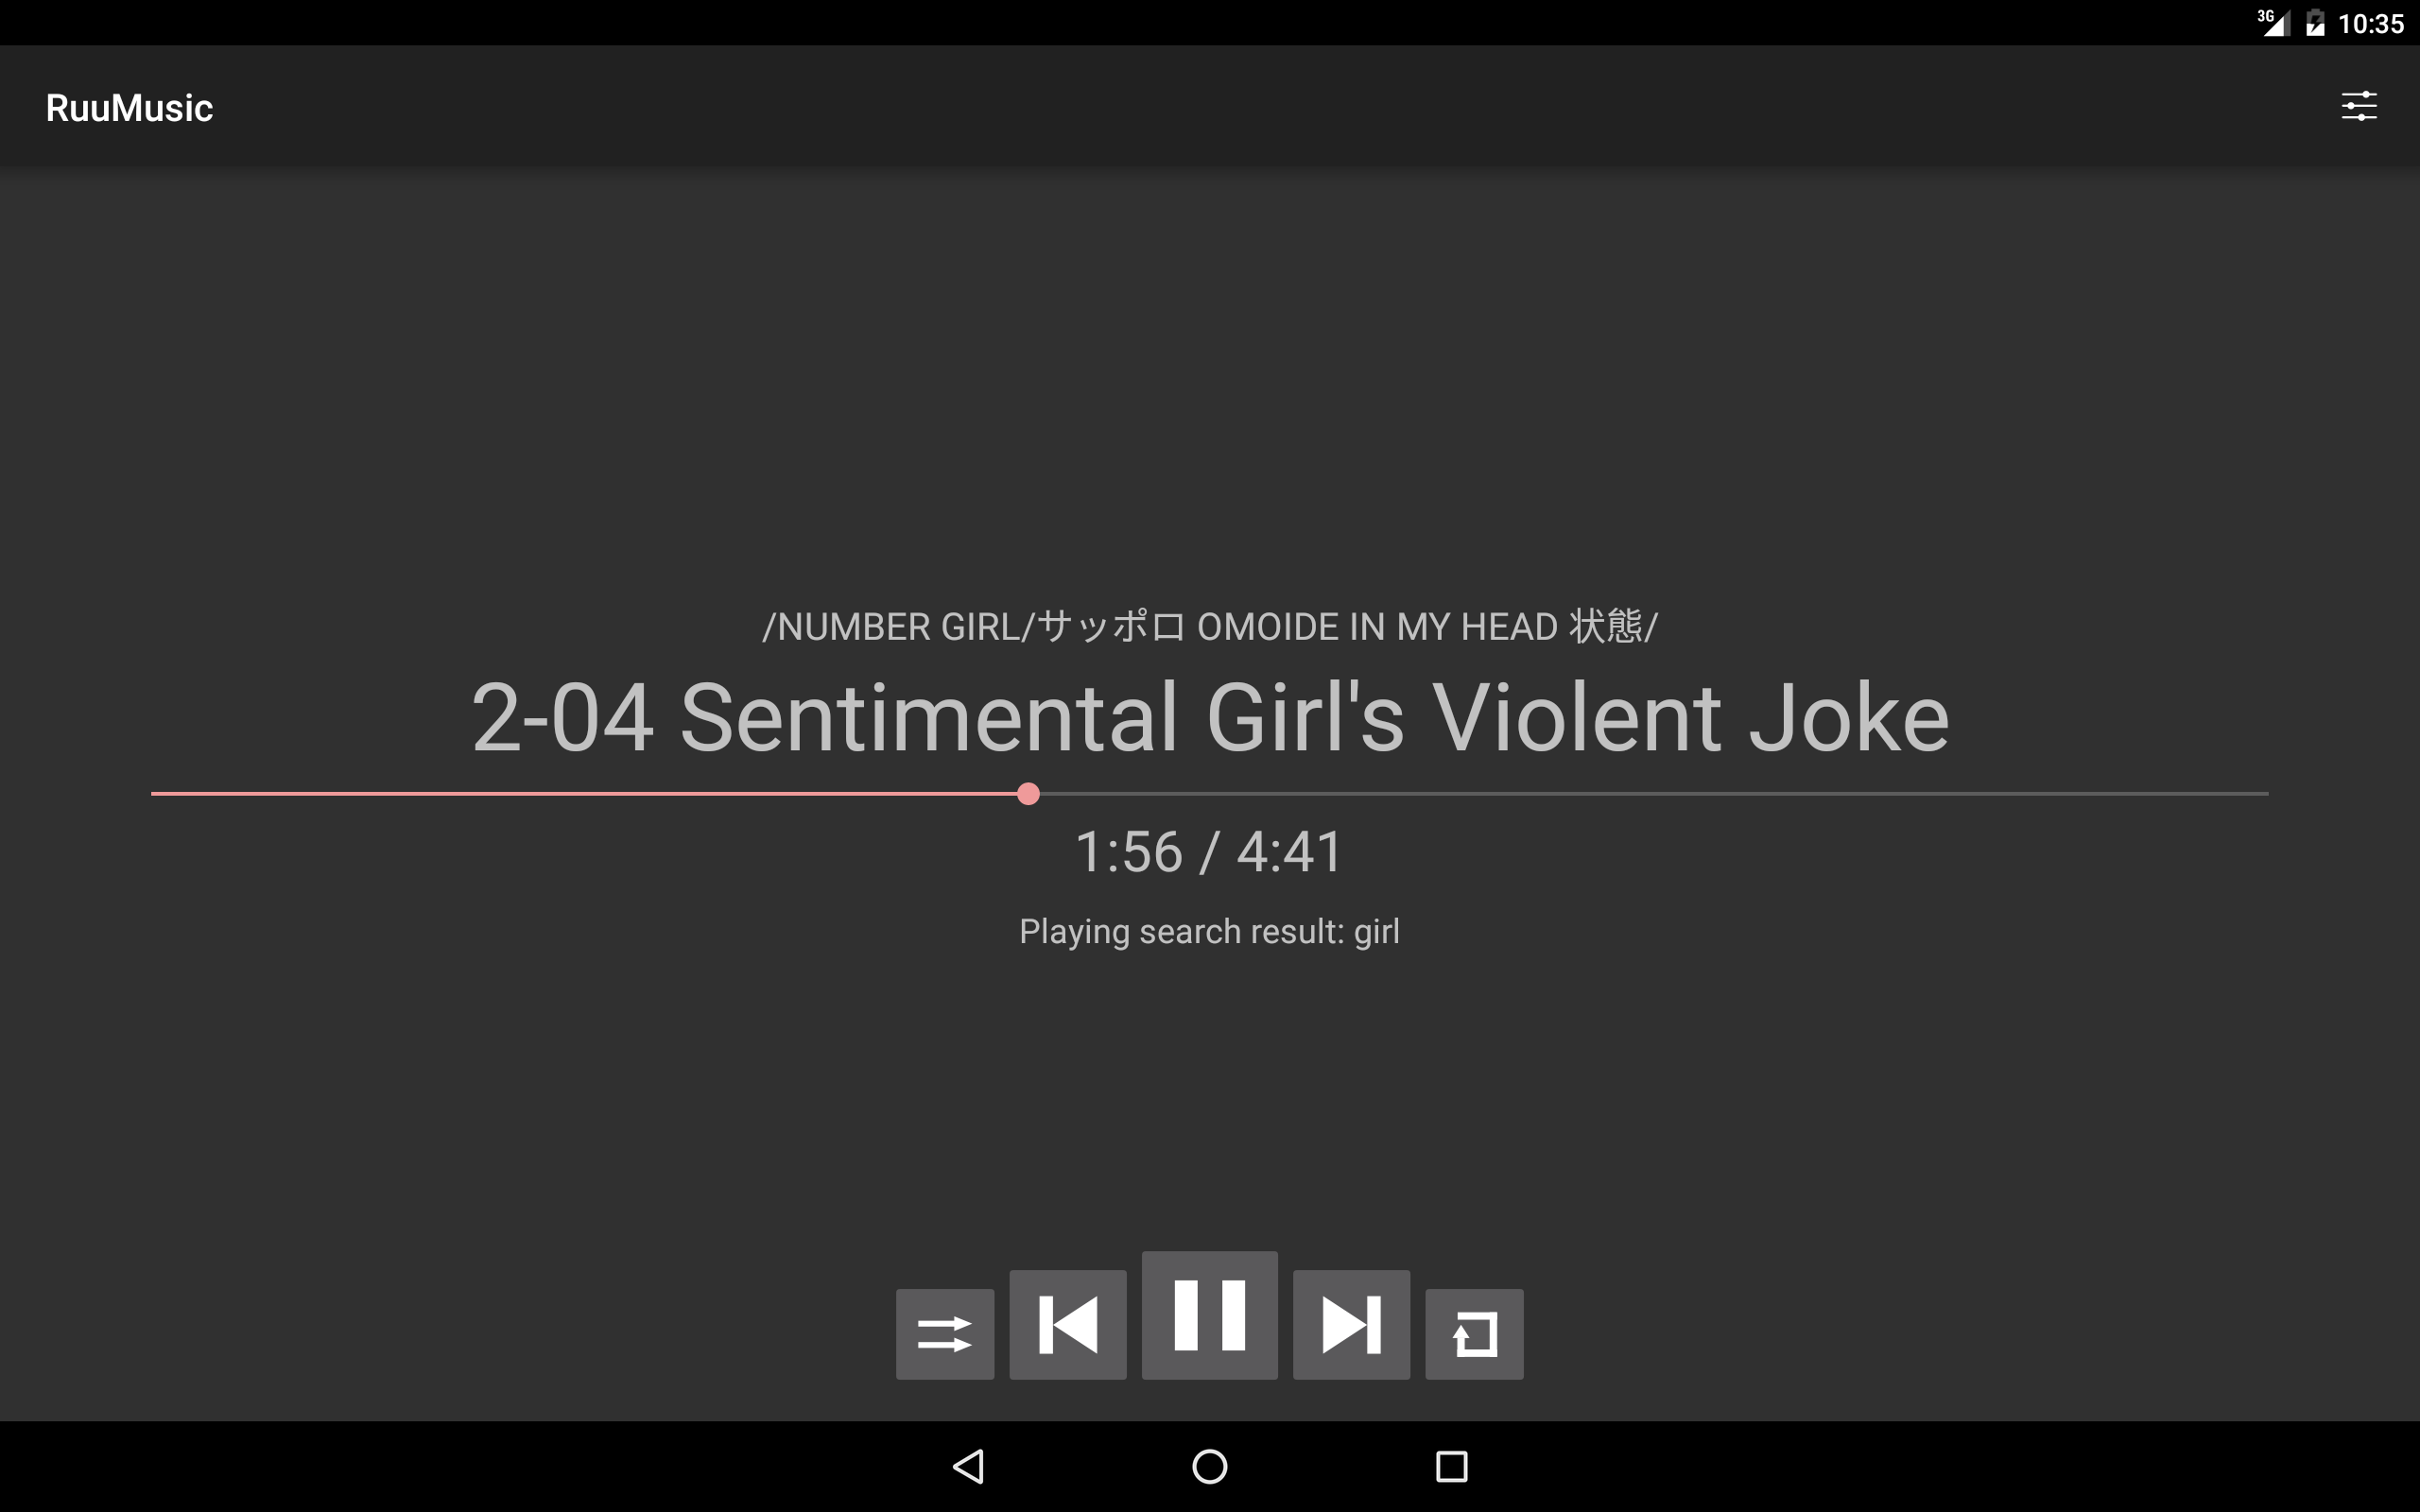 3G 10:35
RuuMusic
/NUMBER GIRL/サッポロ OMOIDE IN MY HEAD 状態/
2-04 Sentimental Girl's Violent Joke
1:56 / 4:41
Playing search result: girl